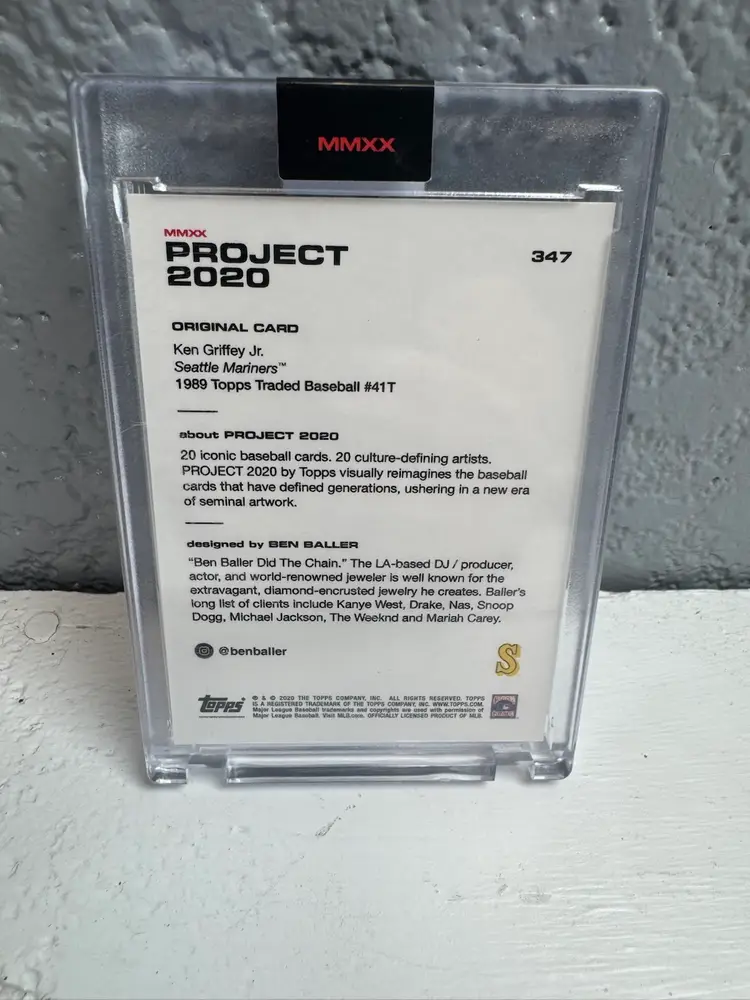 MMXX
MMXX
PROJECT
2020
347
ORIGINAL CARD
Ken Griffey Jr.
Seattle Mariners™
1989 Topps Traded Baseball #41T
about PROJECT 2020
20 iconic baseball cards. 20 culture-defining artists.
PROJECT 2020 by Topps visually reimagines the baseball
cards that have defined generations, ushering in a new era
of seminal artwork.
designed by BEN BALLER
“Ben Baller Did The Chain.” The LA-based DJ / producer,
actor, and world-renowned jeweler is well known for the
extravagant, diamond-encrusted jewelry he creates. Baller’s
long list of clients include Kanye West, Drake, Nas, Snoop
Dogg, Michael Jackson, The Weeknd and Mariah Carey.
@benballer
S
topps
® & © 2020 THE TOPPS COMPANY, INC. ALL RIGHTS RESERVED. TOPPS
IS A REGISTERED TRADEMARK OF THE TOPPS COMPANY, INC. WWW.TOPPS.COM.
Major League Baseball trademarks and copyrights are used with permission of
Major League Baseball. Visit MLB.com. OFFICIALLY LICENSED PRODUCT OF MLB.